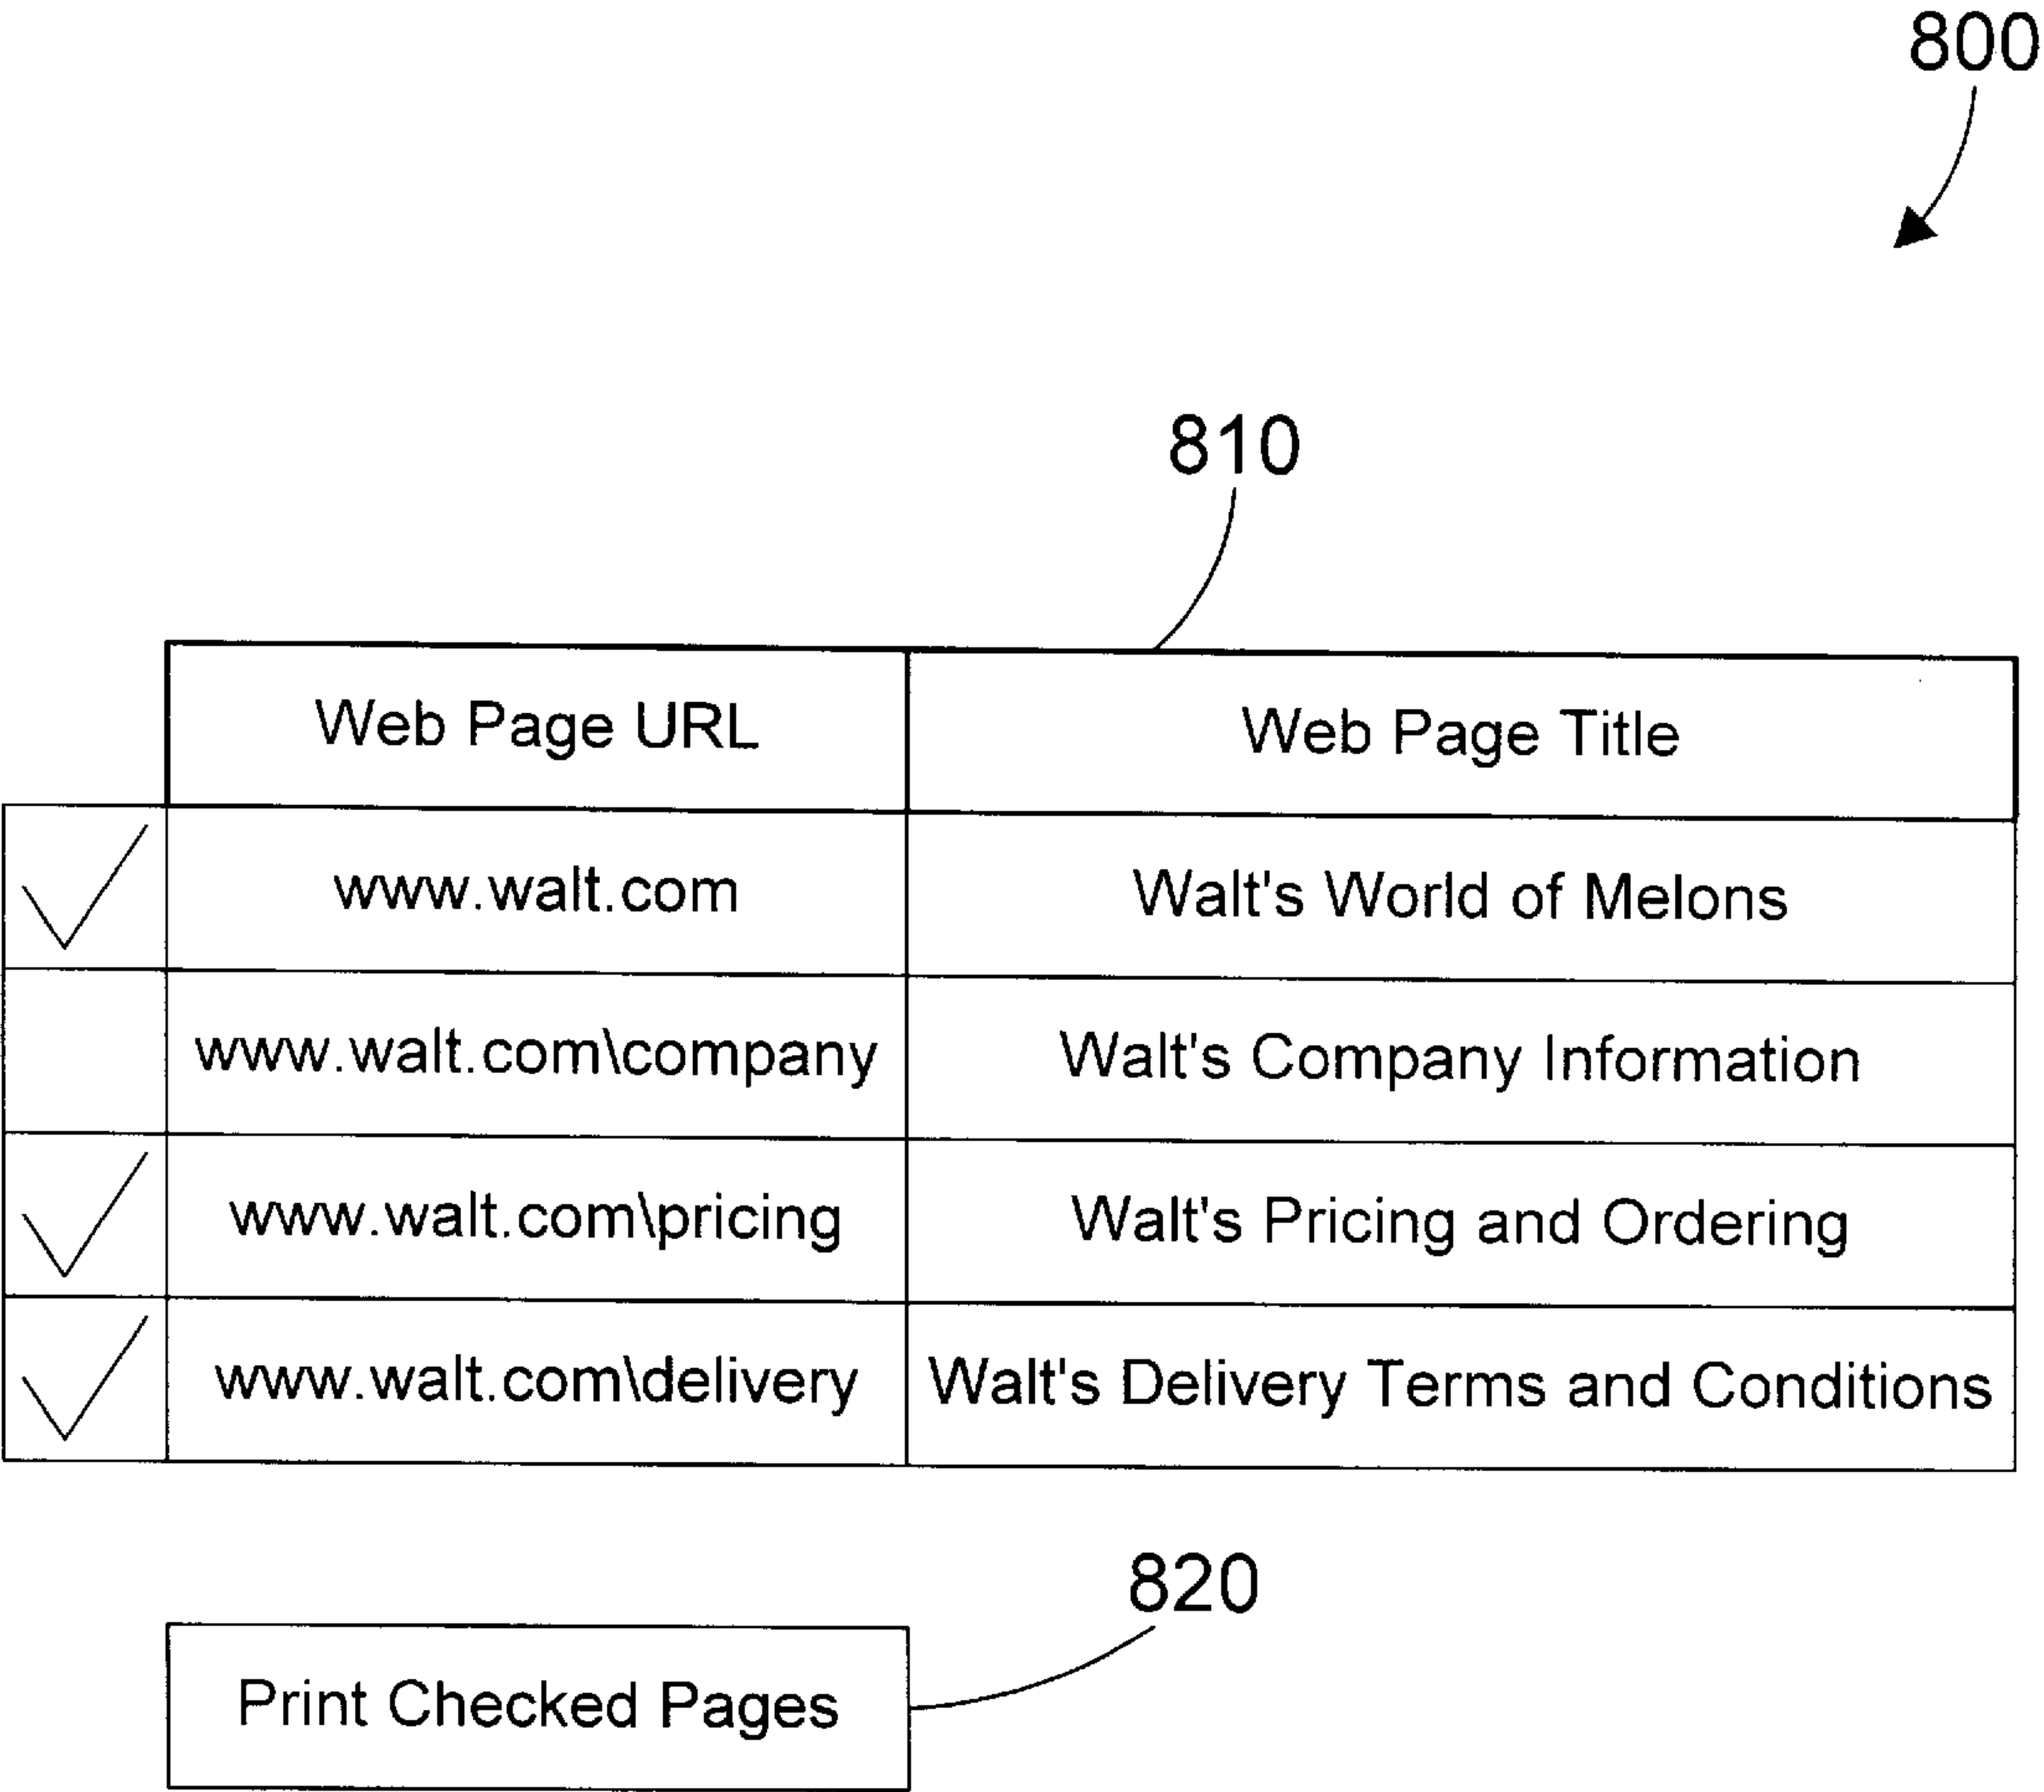 800
810
Web Page URL Web Page Title
www.walt.com Walt's World of Melons
www.walt.com\company Walt's Company Information
www.walt.com\pricing Walt's Pricing and Ordering
www.walt.com\delivery Walt's Delivery Terms and Conditions
820
Print Checked Pages